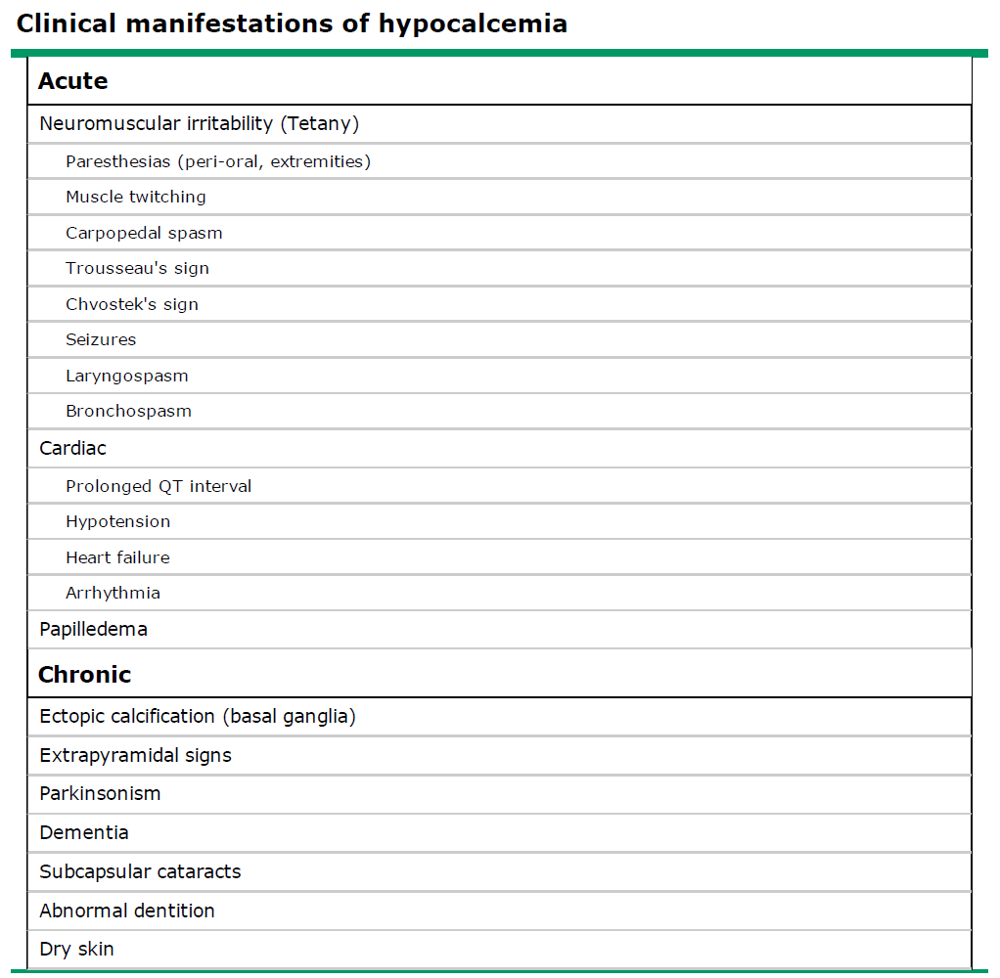 Clinical manifestations of hypocalcemia
Acute
Neuromuscular irritability (Tetany)
Paresthesias (peri-oral, extremities)
Muscle twitching
Carpopedal spasm
Trousseau's sign
Chvostek's sign
Seizures
Laryngospasm
Bronchospasm
Cardiac
Prolonged QT interval
Hypotension
Heart failure
Arrhythmia
Papilledema
Chronic
Ectopic calcification (basal ganglia)
Extrapyramidal signs
Parkinsonism
Dementia
Subcapsular cataracts
Abnormal dentition
Dry skin